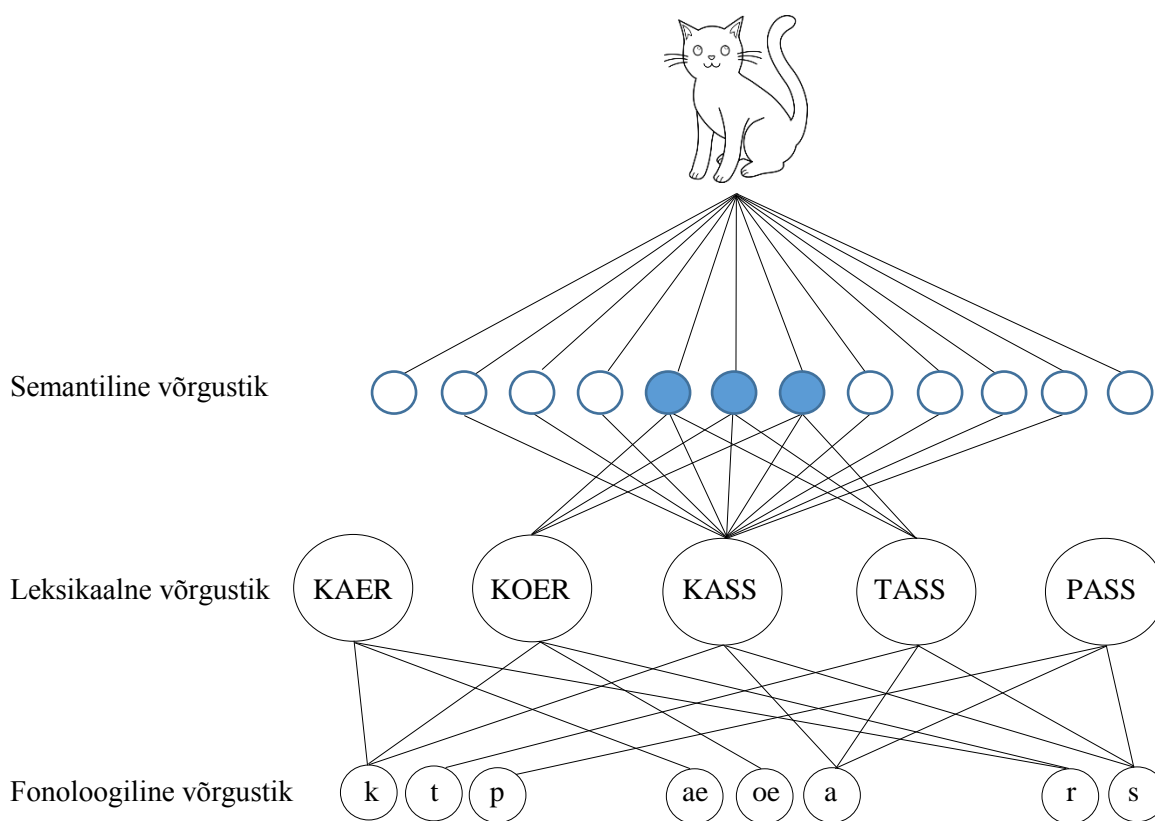 Semantiline võrgustik
Leksikaalne võrgustik KAER KOER KASS TASS PASS
Fonoloogiline võrgustik k t p ae oe a r s